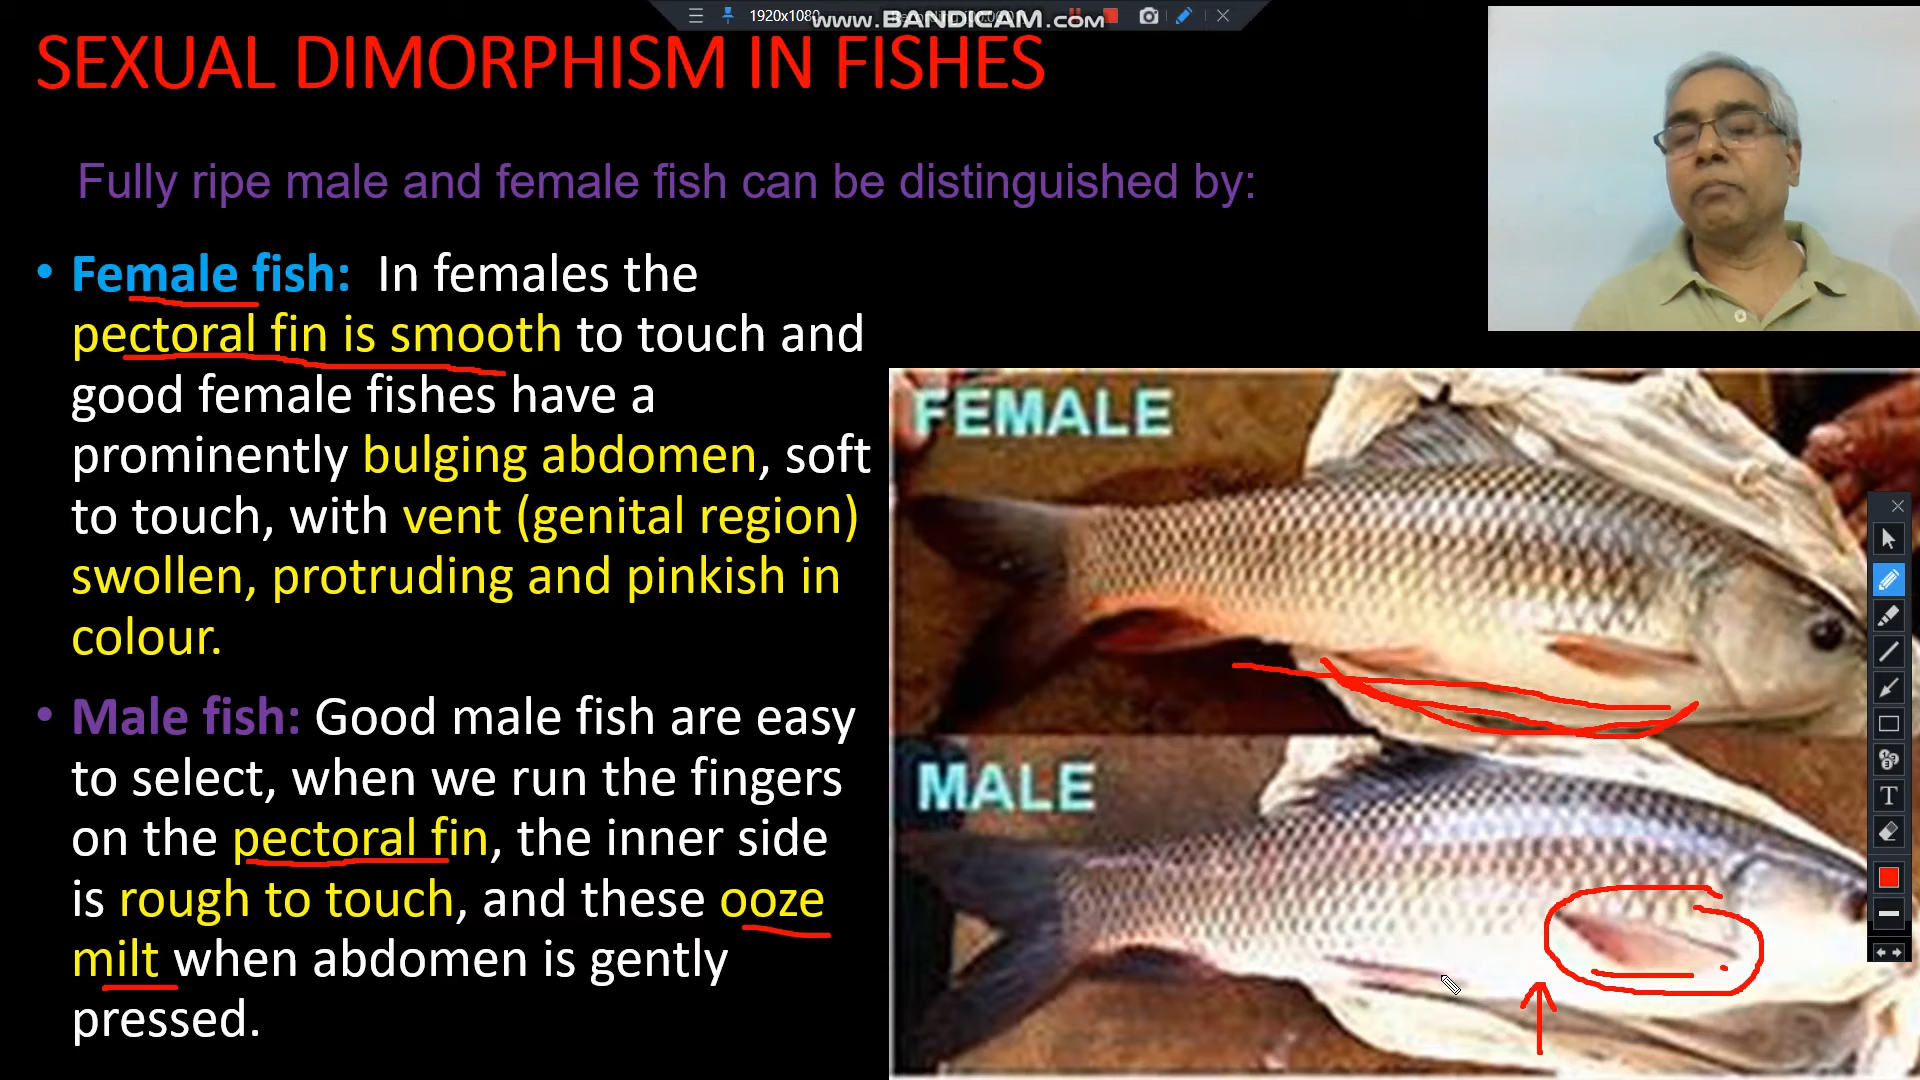 1920x1080
www.BANDICAM.com
SEXUAL DIMORPHISM IN FISHES
Fully ripe male and female fish can be distinguished by:
• Female fish: In females the
pectoral fin is smooth to touch and
good female fishes have a
prominently bulging abdomen, soft
to touch, with vent (genital region)
swollen, protruding and pinkish in
colour.
• Male fish: Good male fish are easy
to select, when we run the fingers
on the pectoral fin, the inner side
is rough to touch, and these ooze
milt when abdomen is gently
pressed.
FEMALE
MALE
T